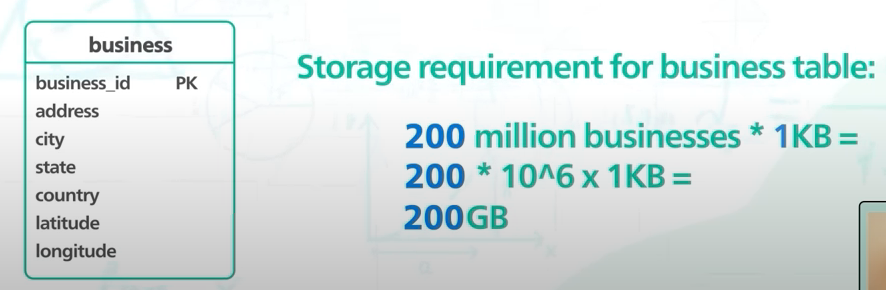 business
business_id PK
address
city
state
country
latitude
longitude
Storage requirement for business table:
200 million businesses * 1KB =
200 * 10^6 x 1KB =
200GB